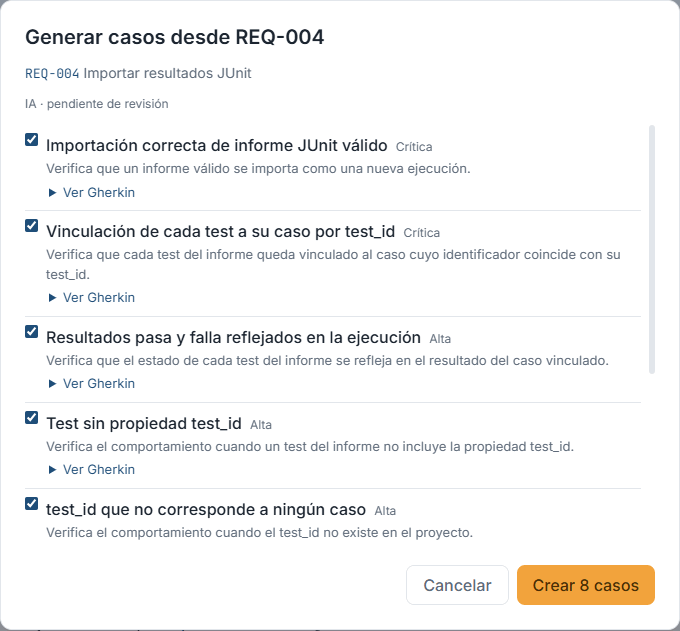 Generar casos desde REQ-004
REQ-004 Importar resultados JUnit
IA · pendiente de revisión
Importación correcta de informe JUnit válido Crítica
Verifica que un informe válido se importa como una nueva ejecución.
Ver Gherkin
Vinculación de cada test a su caso por test_id Crítica
Verifica que cada test del informe queda vinculado al caso cuyo identificador coincide con su
test_id.
Ver Gherkin
Resultados pasa y falla reflejados en la ejecución Alta
Verifica que el estado de cada test del informe se refleja en el resultado del caso vinculado.
Ver Gherkin
Test sin propiedad test_id Alta
Verifica el comportamiento cuando un test del informe no incluye la propiedad test_id.
Ver Gherkin
test_id que no corresponde a ningún caso Alta
Verifica el comportamiento cuando el test_id no existe en el proyecto.
Cancelar
Crear 8 casos